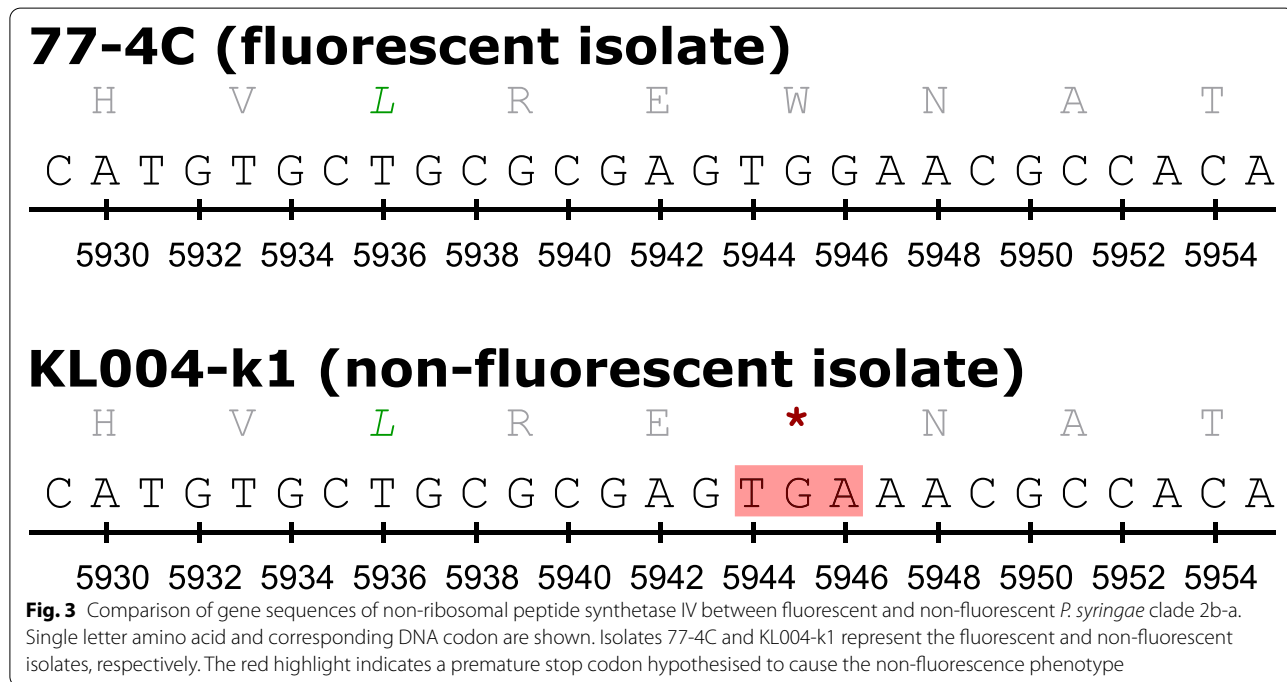 77-4C (fluorescent isolate)
H V L R E W N A T
C A T G T G C T G C G C G A G T G G A A C G C C A C A
5930 5932 5934 5936 5938 5940 5942 5944 5946 5948 5950 5952 5954
KL004-k1 (non-fluorescent isolate)
H V L R E * N A T
C A T G T G C T G C G C G A G T G A A A C G C C A C A
5930 5932 5934 5936 5938 5940 5942 5944 5946 5948 5950 5952 5954
Fig. 3 Comparison of gene sequences of non-ribosomal peptide synthetase IV between fluorescent and non-fluorescent P. syringae clade 2b-a.
Single letter amino acid and corresponding DNA codon are shown. Isolates 77-4C and KL004-k1 represent the fluorescent and non-fluorescent
isolates, respectively. The red highlight indicates a premature stop codon hypothesised to cause the non-fluorescence phenotype